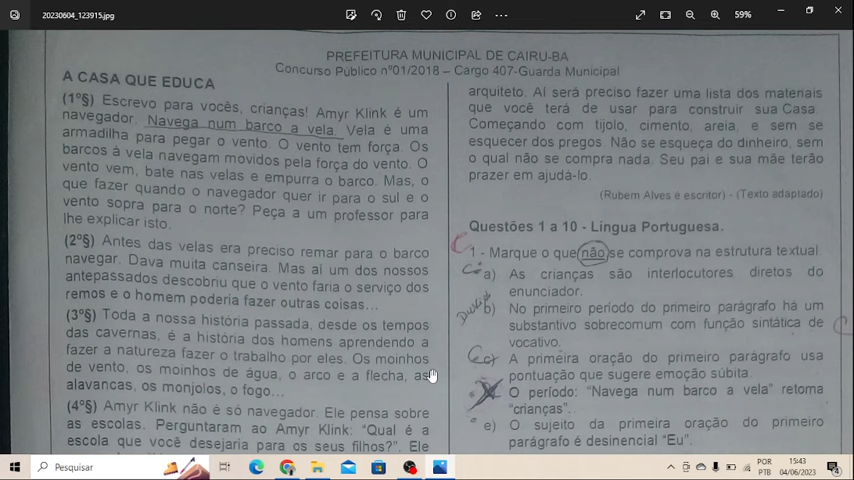 20230604_123915.jpg
59%
PREFEITURA MUNICIPAL DE CAIRU-BA
Concurso Público nº01/2018 – Cargo 407-Guarda Municipal
A CASA QUE EDUCA
(1º§) Escrevo para vocês, crianças! Amyr Klink é um
navegador. Navega num barco a vela. Vela é uma
armadilha para pegar o vento. O vento tem força. Os
barcos à vela navegam movidos pela força do vento. O
vento vem, bate nas velas e empurra o barco. Mas, o
que fazer quando o navegador quer ir para o sul e o
vento sopra para o norte? Peça a um professor para
lhe explicar isto.
(2º§) Antes das velas era preciso remar para o barco
navegar. Dava muita canseira. Mas aí um dos nossos
antepassados descobriu que o vento faria o serviço dos
remos e o homem poderia fazer outras coisas...
(3º§) Toda a nossa história passada, desde os tempos
das cavernas, é a história dos homens aprendendo a
fazer a natureza fazer o trabalho por eles. Os moinhos
de vento, os moinhos de água, o arco e a flecha, as
alavancas, os monjolos, o fogo...
(4º§) Amyr Klink não é só navegador. Ele pensa sobre
as escolas. Perguntaram ao Amyr Klink: “Qual é a
escola que você desejaria para os seus filhos?”. Ele
arquiteto. Aí será preciso fazer uma lista dos materiais
que você terá de usar para construir sua Casa.
Começando com tijolo, cimento, areia, e sem se
esquecer dos pregos. Não se esqueça do dinheiro, sem
o qual não se compra nada. Seu pai e sua mãe terão
prazer em ajudá-lo.
(Rubem Alves é escritor) - (Texto adaptado)
Questões 1 a 10 - Língua Portuguesa.
1 - Marque o que não se comprova na estrutura textual.
a) As crianças são interlocutores diretos do
enunciador.
b) No primeiro período do primeiro parágrafo há um
substantivo sobrecomum com função sintática de
vocativo.
c) A primeira oração do primeiro parágrafo usa
pontuação que sugere emoção súbita.
O período: “Navega num barco a vela” retoma
“crianças”.
e) O sujeito da primeira oração do primeiro
parágrafo é desinencial “Eu”.
Pesquisar
POR
PTB
15:43
04/06/2023
4